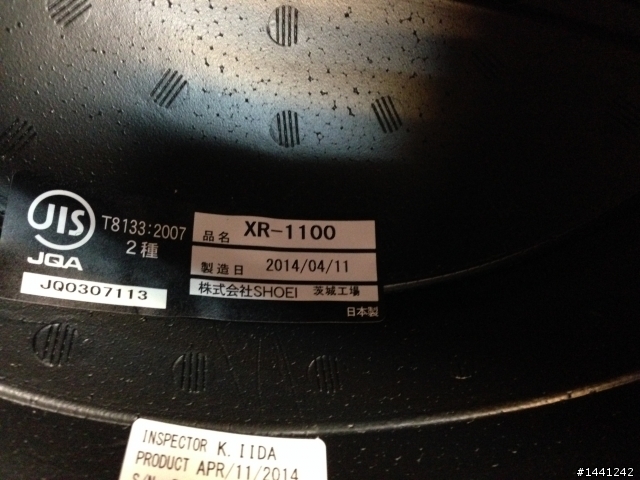 JIS
T8133:2007
2種
JQA
JQ0307113
品名 XR-1100
製造日 2014/04/11
株式会社SHOEI 茨城工場
日本製
INSPECTOR K. IIDA
PRODUCT APR/11/2014
S/N
#1441242